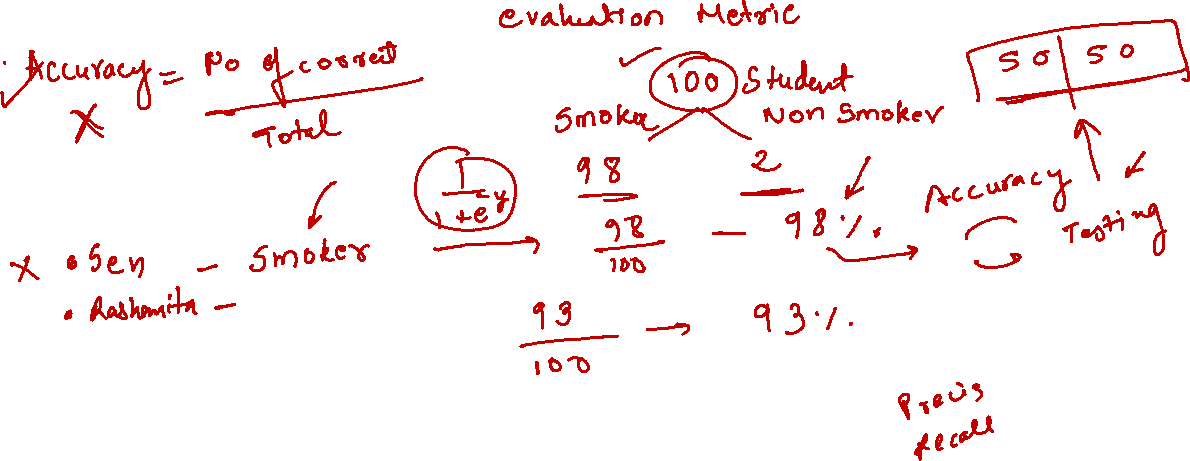 evaluation Metric
Accuracy = No of correct
Total
X
100 Student
Smoker Non Smoker
50 | 50
98 2
1
1 + e y
98
100
- 98 %.
Accuracy
Testing
X • Sen - Smoker
• Rashmita -
93
100
→ 93 %.
Precis
Recall